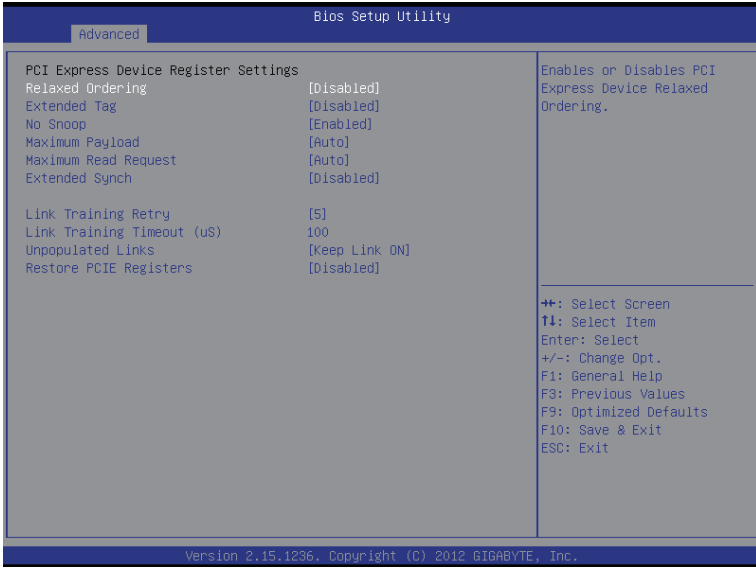 Bios Setup Utility
Advanced
PCI Express Device Register Settings
Relaxed Ordering [Disabled]
Extended Tag [Disabled]
No Snoop [Enabled]
Maximum Payload [Auto]
Maximum Read Request [Auto]
Extended Synch [Disabled]
Link Training Retry [5]
Link Training Timeout (uS) 100
Unpopulated Links [Keep Link ON]
Restore PCIE Registers [Disabled]
Enables or Disables PCI
Express Device Relaxed
Ordering.
→←: Select Screen
↑↓: Select Item
Enter: Select
+/-: Change Opt.
F1: General Help
F3: Previous Values
F9: Optimized Defaults
F10: Save & Exit
ESC: Exit
Version 2.15.1236. Copyright (C) 2012 GIGABYTE, Inc.